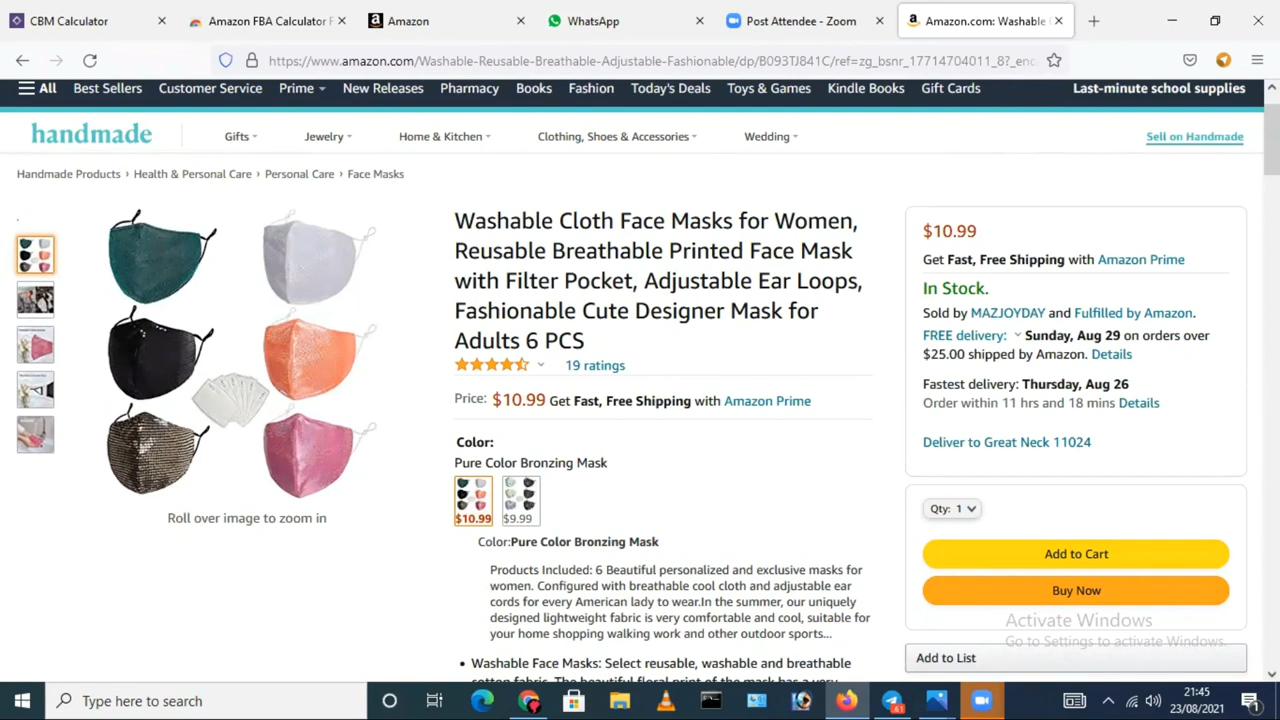 CBM Calculator
Amazon FBA Calculator F
Amazon
WhatsApp
Post Attendee - Zoom
Amazon.com: Washable
https://www.amazon.com/Washable-Reusable-Breathable-Adjustable-Fashionable/dp/B093TJ841C/ref=zg_bsnr_17714704011_8?_enc
All
Best Sellers
Customer Service
Prime
New Releases
Pharmacy
Books
Fashion
Today's Deals
Toys & Games
Kindle Books
Gift Cards
Last-minute school supplies
handmade
Gifts
Jewelry
Home & Kitchen
Clothing, Shoes & Accessories
Wedding
Sell on Handmade
Handmade Products › Health & Personal Care › Personal Care › Face Masks
Roll over image to zoom in
Washable Cloth Face Masks for Women,
Reusable Breathable Printed Face Mask
with Filter Pocket, Adjustable Ear Loops,
Fashionable Cute Designer Mask for
Adults 6 PCS
19 ratings
Price: $10.99 Get Fast, Free Shipping with Amazon Prime
Color:
Pure Color Bronzing Mask
$10.99
$9.99
Color:Pure Color Bronzing Mask
Products Included: 6 Beautiful personalized and exclusive masks for
women. Configured with breathable cool cloth and adjustable ear
cords for every American lady to wear.In the summer, our uniquely
designed lightweight fabric is very comfortable and cool, suitable for
your home shopping walking work and other outdoor sports...
• Washable Face Masks: Select reusable, washable and breathable
cotton fabric. The beautiful floral print of the mask has a very
$10.99
Get Fast, Free Shipping with Amazon Prime
In Stock.
Sold by MAZJOYDAY and Fulfilled by Amazon.
FREE delivery: Sunday, Aug 29 on orders over
$25.00 shipped by Amazon. Details
Fastest delivery: Thursday, Aug 26
Order within 11 hrs and 18 mins Details
Deliver to Great Neck 11024
Qty: 1
Add to Cart
Buy Now
Activate Windows
Go to Settings to activate Windows.
Add to List
Type here to search
61
21:45
23/08/2021
1